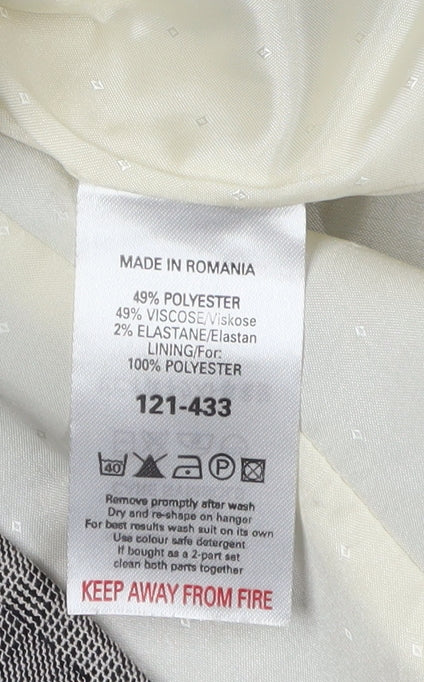 MADE IN ROMANIA
49% POLYESTER
49% VISCOSE/Viskose
2% ELASTANE/Elastan
LINING/For:
100% POLYESTER
121-433
40 P
Remove promptly after wash
Dry and re-shape on hanger
For best results wash suit on its own
Use colour safe detergent
If bought as a 2-part set
clean both parts together
KEEP AWAY FROM FIRE